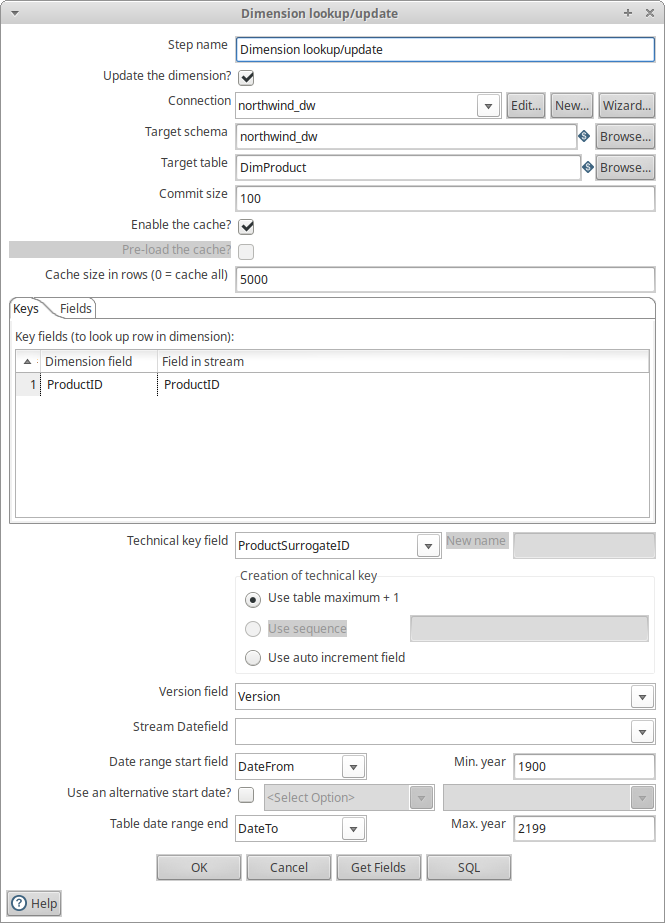 Dimension lookup/update
Step name Dimension lookup/update
Update the dimension?
Connection northwind_dw Edit... New... Wizard...
Target schema northwind_dw Browse...
Target table DimProduct Browse...
Commit size 100
Enable the cache?
Pre-load the cache?
Cache size in rows (0 = cache all) 5000
Keys Fields
Key fields (to look up row in dimension):
Dimension field Field in stream
1 ProductID ProductID
Technical key field ProductSurrogateID New name
Creation of technical key
Use table maximum + 1
Use sequence
Use auto increment field
Version field Version
Stream Datefield
Date range start field DateFrom Min. year 1900
Use an alternative start date? <Select Option>
Table date range end DateTo Max. year 2199
OK Cancel Get Fields SQL
Help